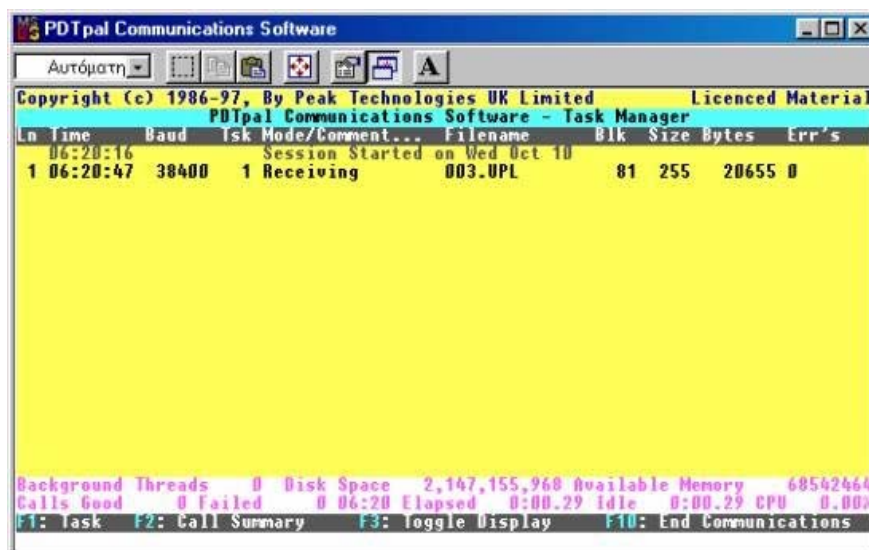 PDTpal Communications Software
Αυτόματη
A
Copyright (c) 1986-97, By Peak Technologies UK Limited Licenced Material
PDTpal Communications Software - Task Manager
Ln Time Baud Tsk Mode/Comment... Filename Blk Size Bytes Err's
06:20:16 Session Started on Wed Oct 10
1 06:20:47 38400 1 Receiving 003.UPL 81 255 20655 0
Background Threads 0 Disk Space 2,147,155,968 Available Memory 68542464
Calls Good 0 Failed 0 06:20 Elapsed 0:00.29 Idle 0:00.29 CPU 0.00%
F1: Task F2: Call Summary F3: Toggle Display F10: End Communications